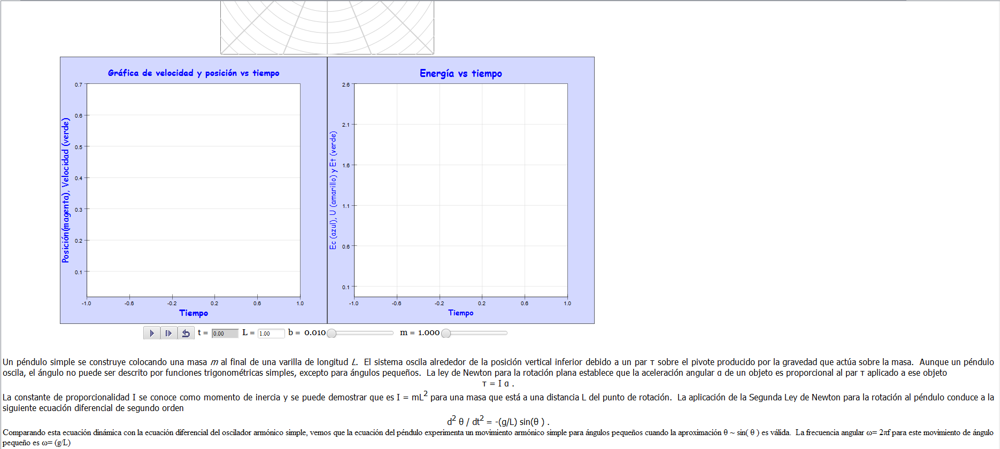 Gráfica de velocidad y posición vs tiempo
Posición(magenta), Velocidad (verde)
0.7
0.6
0.5
0.4
0.3
0.2
0.1
-1.0 -0.6 -0.2 0.2 0.6 1.0
Tiempo
Energía vs tiempo
Ec (azul), U (amarillo) y Et (verde)
2.6
2.1
1.6
1.1
0.6
0.1
-1.0 -0.6 -0.2 0.2 0.6 1.0
Tiempo
t = 0.00 L = 1.00 b = 0.010 m = 1.000
Un péndulo simple se construye colocando una masa m al final de una varilla de longitud L. El sistema oscila alrededor de la posición vertical inferior debido a un par τ sobre el pivote producido por la gravedad que actúa sobre la masa. Aunque un péndulo
oscila, el ángulo no puede ser descrito por funciones trigonométricas simples, excepto para ángulos pequeños. La ley de Newton para la rotación plana establece que la aceleración angular α de un objeto es proporcional al par τ aplicado a ese objeto
τ = I α .
La constante de proporcionalidad I se conoce como momento de inercia y se puede demostrar que es I = mL² para una masa que está a una distancia L del punto de rotación. La aplicación de la Segunda Ley de Newton para la rotación al péndulo conduce a la
siguiente ecuación diferencial de segundo orden
d² θ / dt² = -(g/L) sin(θ ) .
Comparando esta ecuación dinámica con la ecuación diferencial del oscilador armónico simple, vemos que la ecuación del péndulo experimenta un movimiento armónico simple para ángulos pequeños cuando la aproximación θ ~ sin( θ ) es válida. La frecuencia angular ω= 2πf para este movimiento de ángulo
pequeño es ω= (g/L)